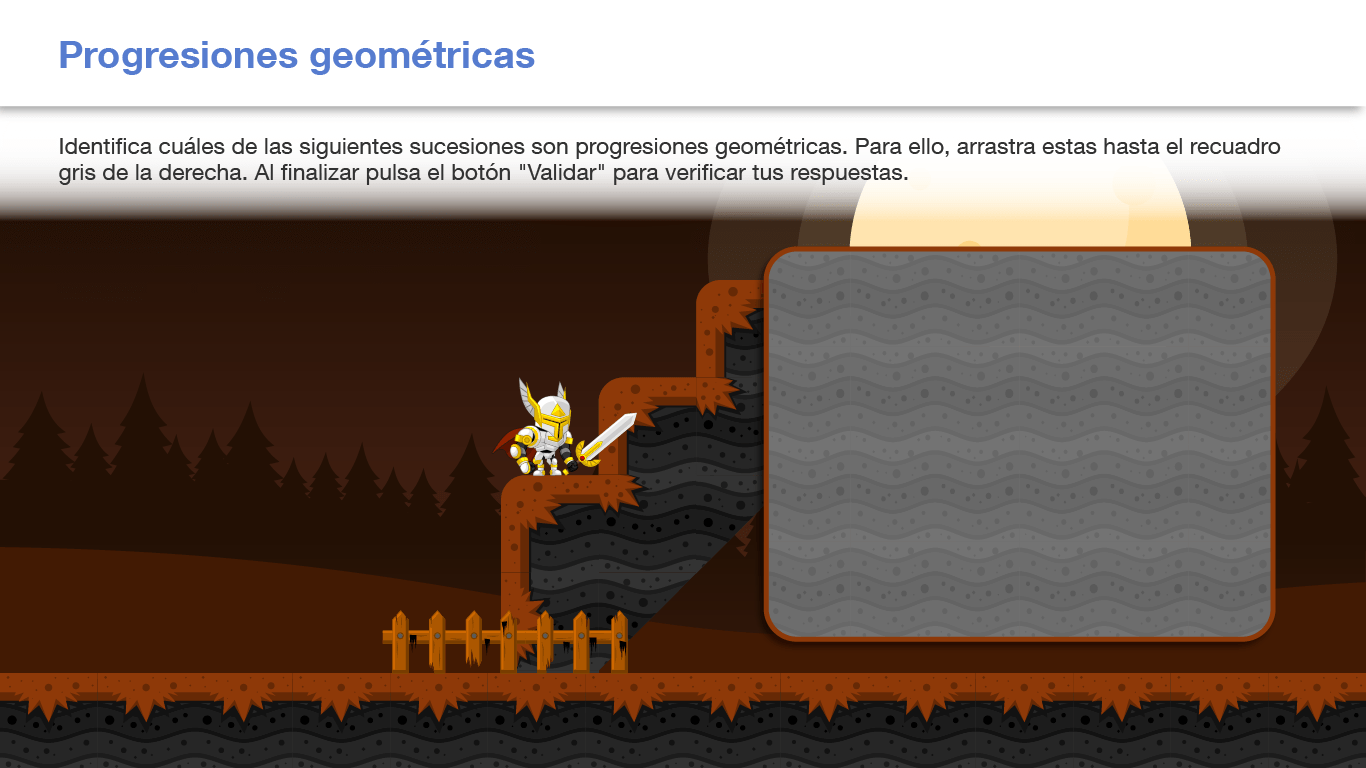 Progresiones geométricas
Identifica cuáles de las siguientes sucesiones son progresiones geométricas. Para ello, arrastra estas hasta el recuadro
gris de la derecha. Al finalizar pulsa el botón "Validar" para verificar tus respuestas.